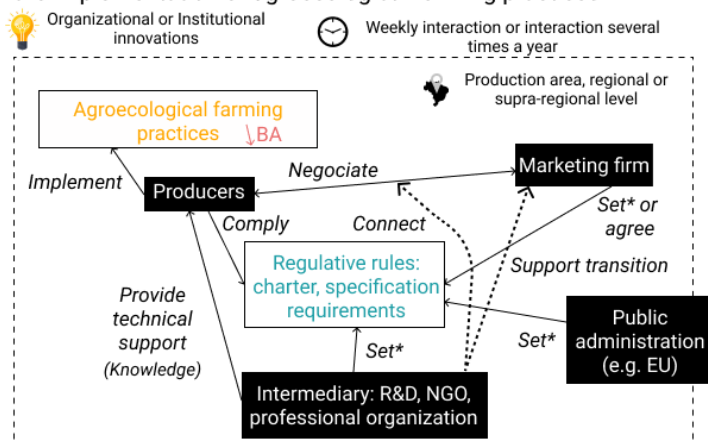 Organizational or Institutional
innovations
Weekly interaction or interaction several
times a year
Production area, regional or
supra-regional level
Agroecological farming
practices
BA
Negociate
Marketing firm
Implement
Producers
Comply
Connect
Set* or
agree
Regulative rules:
charter, specification
requirements
Support transition
Provide
technical
support
(Knowledge)
Public
administration
(e.g. EU)
Set*
Set*
Intermediary: R&D, NGO,
professional organization